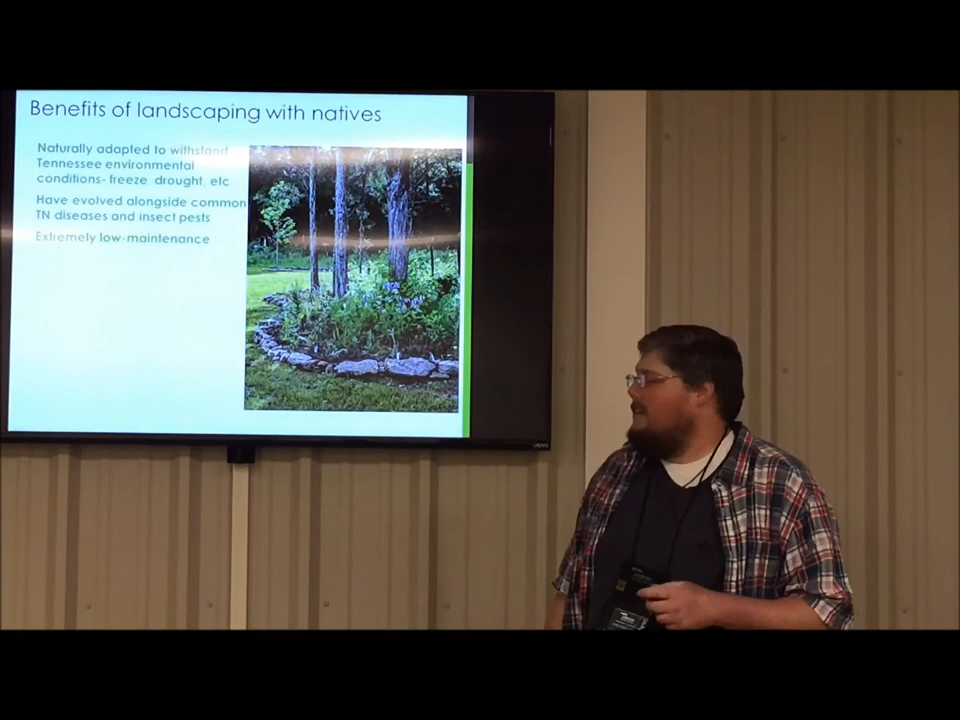 Benefits of landscaping with natives
Naturally adapted to withstand
Tennessee environmental
conditions- freeze, drought, etc
Have evolved alongside common
TN diseases and insect pests
Extremely low-maintenance